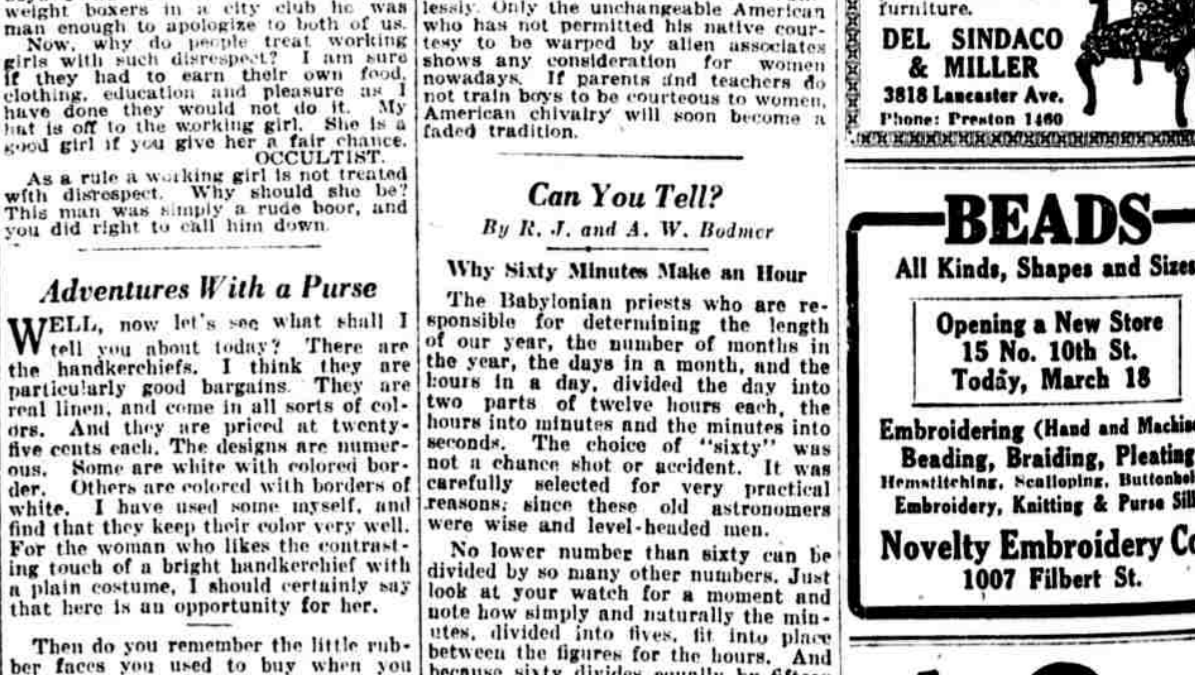 weight boxers in a city club he was
man enough to apologize to both of us.
Now, why do people treat working
girls with such disrespect? I am sure
if they had to earn their own food,
clothing, education and pleasure as I
have done they would not do it. My
hat is off to the working girl. She is a
good girl if you give her a fair chance.
OCCULTIST.
As a rule a working girl is not treated
with disrespect. Why should she be?
This man was simply a rude boor, and
you did right to call him down.
Adventures With a Purse
WELL, now let's see what shall I
tell you about today? There are
the handkerchiefs. I think they are
particularly good bargains. They are
real linen, and come in all sorts of col-
ors. And they are priced at twenty-
five cents each. The designs are numer-
ous. Some are white with colored bor-
der. Others are colored with borders of
white. I have used some myself, and
find that they keep their color very well.
For the woman who likes the contrast-
ing touch of a bright handkerchief with
a plain costume, I should certainly say
that here is an opportunity for her.
Then do you remember the little rub-
ber faces you used to buy when you
lessly. Only the unchangeable American
who has not permitted his native cour-
tesy to be warped by alien associates
shows any consideration for women
nowadays. If parents and teachers do
not train boys to be courteous to women,
American chivalry will soon become a
faded tradition.
Can You Tell?
By R. J. and A. W. Bodmer
Why Sixty Minutes Make an Hour
The Babylonian priests who are re-
sponsible for determining the length
of our year, the number of months in
the year, the days in a month, and the
hours in a day, divided the day into
two parts of twelve hours each, the
hours into minutes and the minutes into
seconds. The choice of "sixty" was
not a chance shot or accident. It was
carefully selected for very practical
reasons; since these old astronomers
were wise and level-headed men.
No lower number than sixty can be
divided by so many other numbers. Just
look at your watch for a moment and
note how simply and naturally the min-
utes, divided into fives, fit into place
between the figures for the hours. And
because sixty divides equally by fifteen
furniture.
DEL SINDACO
& MILLER
3818 Lancaster Ave.
Phone: Preston 1460
BEADS
All Kinds, Shapes and Sizes
Opening a New Store
15 No. 10th St.
Today, March 18
Embroidering (Hand and Machine
Beading, Braiding, Pleating
Hemstitching, Scalloping, Buttonhol
Embroidery, Knitting & Purse Sil
Novelty Embroidery Co
1007 Filbert St.